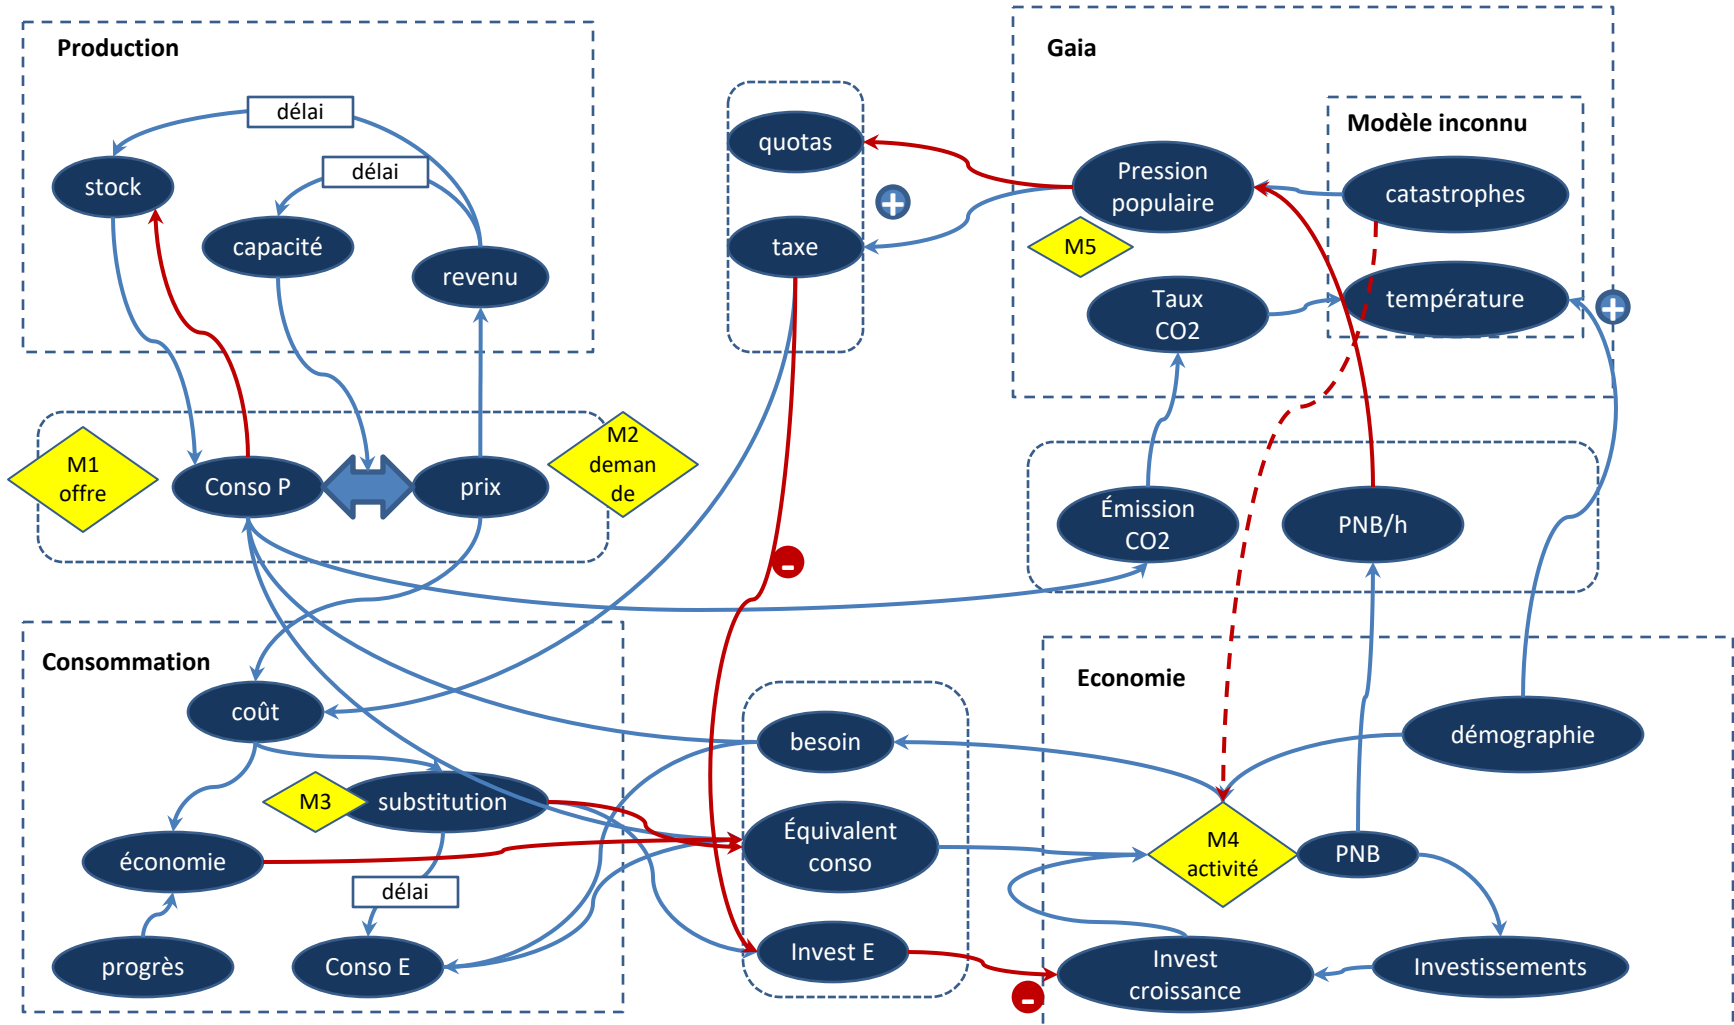 Production
délai
délai
stock
capacité
revenu
quotas
taxe
+
Gaia
Modèle inconnu
Pression
populaire
catastrophes
M5
Taux
CO2
température
+
M1
offre
Conso P
prix
M2
deman
de
-
Émission
CO2
PNB/h
Consommation
coût
M3
substitution
économie
délai
progrès
Conso E
besoin
Équivalent
conso
Invest E
-
Economie
démographie
M4
activité
PNB
Invest
croissance
Investissements